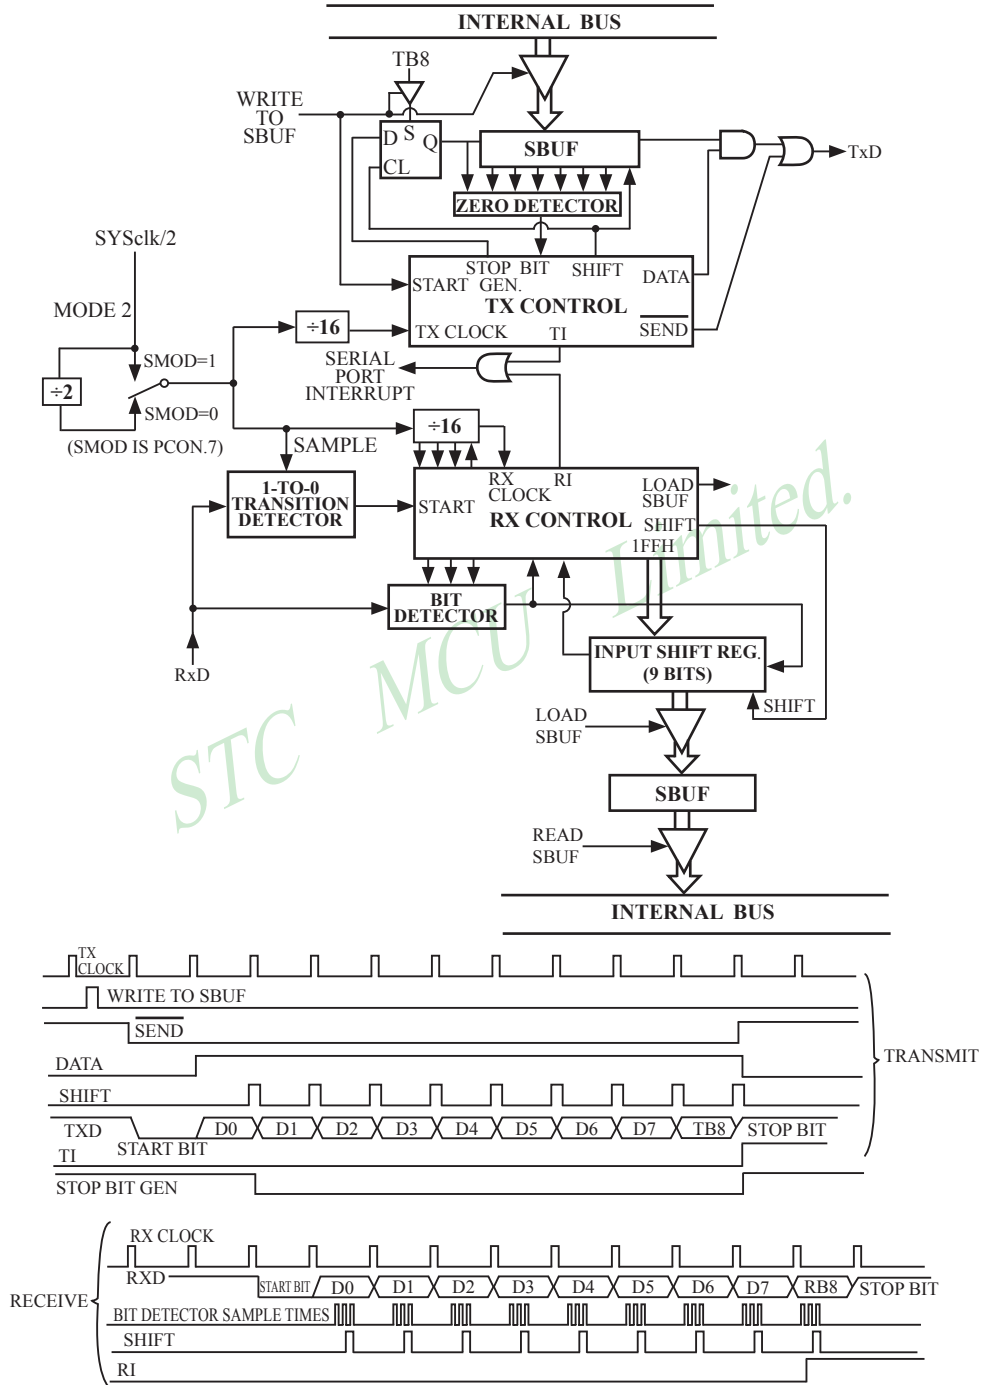 INTERNAL BUS
TB8
WRITE
TO
SBUF
D S Q
CL
SBUF
TxD
ZERO DETECTOR
SYSclk/2
STOP BIT
GEN.
SHIFT
START
DATA
TX CONTROL
MODE 2
÷16
TX CLOCK
TI
SEND
SERIAL
PORT
INTERRUPT
SMOD=1
÷2
SMOD=0
(SMOD IS PCON.7)
SAMPLE
÷16
1-TO-0
TRANSITION
DETECTOR
RX
CLOCK
RI
LOAD
SBUF
START
RX CONTROL
SHIFT
1FFH
BIT
DETECTOR
RxD
INPUT SHIFT REG.
(9 BITS)
SHIFT
LOAD
SBUF
SBUF
READ
SBUF
INTERNAL BUS
STC MCU Limited.
TX
CLOCK
WRITE TO SBUF
SEND
DATA
TRANSMIT
SHIFT
TXD
START BIT
D0 D1 D2 D3 D4 D5 D6 D7 TB8 STOP BIT
TI
STOP BIT GEN
RX CLOCK
RXD
START BIT D0 D1 D2 D3 D4 D5 D6 D7 RB8 STOP BIT
RECEIVE
BIT DETECTOR SAMPLE TIMES
SHIFT
RI